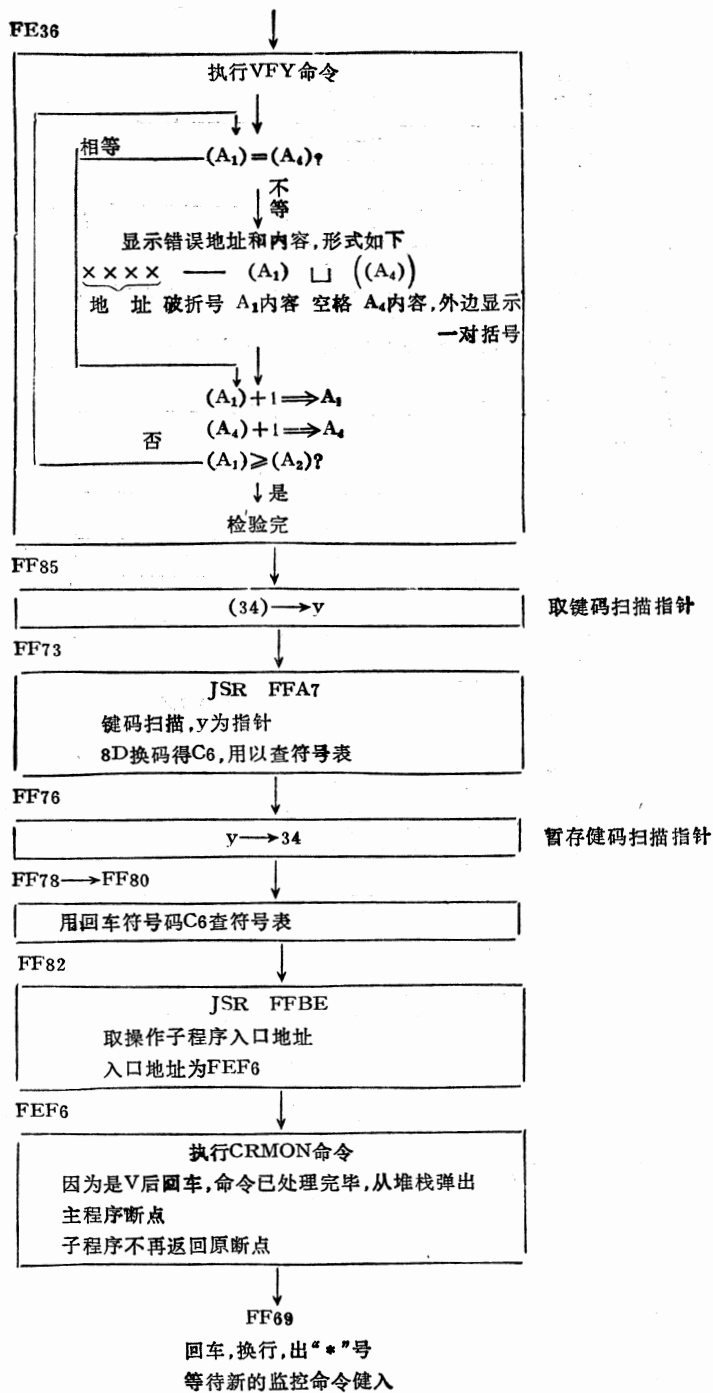 FE36
执行VFY命令
相等 (A₁)=(A₄)?
不
等
显示错误地址和内容,形式如下
×××× — (A₁) ⊔ ((A₄))
地 址 破折号 A₁内容 空格 A₄内容,外边显示
一对括号
(A₁)+1⟹A₁
(A₄)+1⟹A₄
否 (A₁)≥(A₂)?
是
检验完
FF85
(34)→y 取键码扫描指针
FF73
JSR FFA7
键码扫描,y为指针
8D换码得C6,用以查符号表
FF76
y→34 暂存健码扫描指针
FF78→FF80
用回车符号码C6查符号表
FF82
JSR FFBE
取操作子程序入口地址
入口地址为FEF6
FEF6
执行CRMON命令
因为是V后回车,命令已处理完毕,从堆栈弹出
主程序断点
子程序不再返回原断点
FF69
回车,换行,出“*”号
等待新的监控命令健入